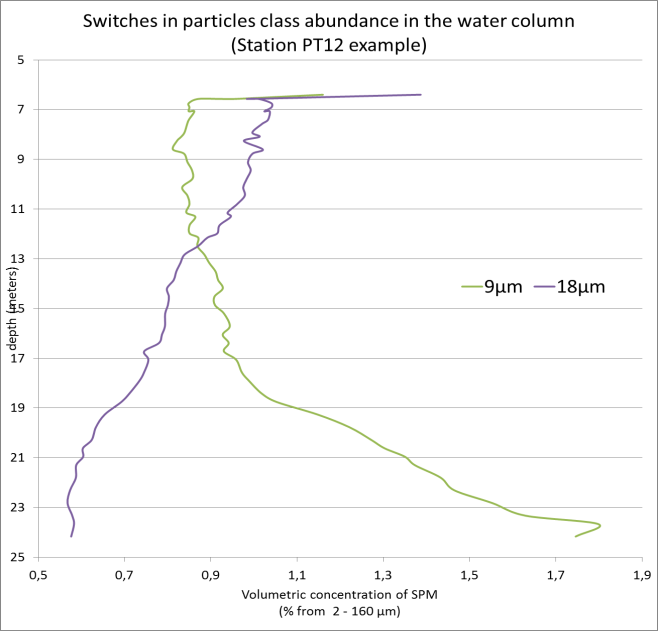 Switches in particles class abundance in the water column
(Station PT12 example)
5
7
9
11
13
15
17
19
21
23
25
depth (meters)
9µm 18µm
0,5 0,7 0,9 1,1 1,3 1,5 1,7 1,9
Volumetric concentration of SPM
(% from 2 - 160 µm)